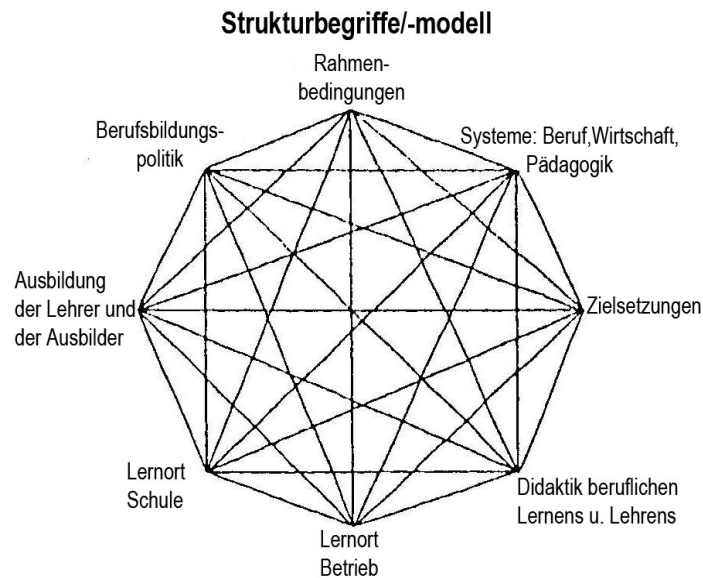 Strukturbegriffe/-modell
Rahmen-
bedingungen
Berufsbildungs-
politik
Systeme: Beruf,Wirtschaft,
Pädagogik
Ausbildung
der Lehrer und
der Ausbilder
Zielsetzungen
Lernort
Schule
Didaktik beruflichen
Lernens u. Lehrens
Lernort
Betrieb